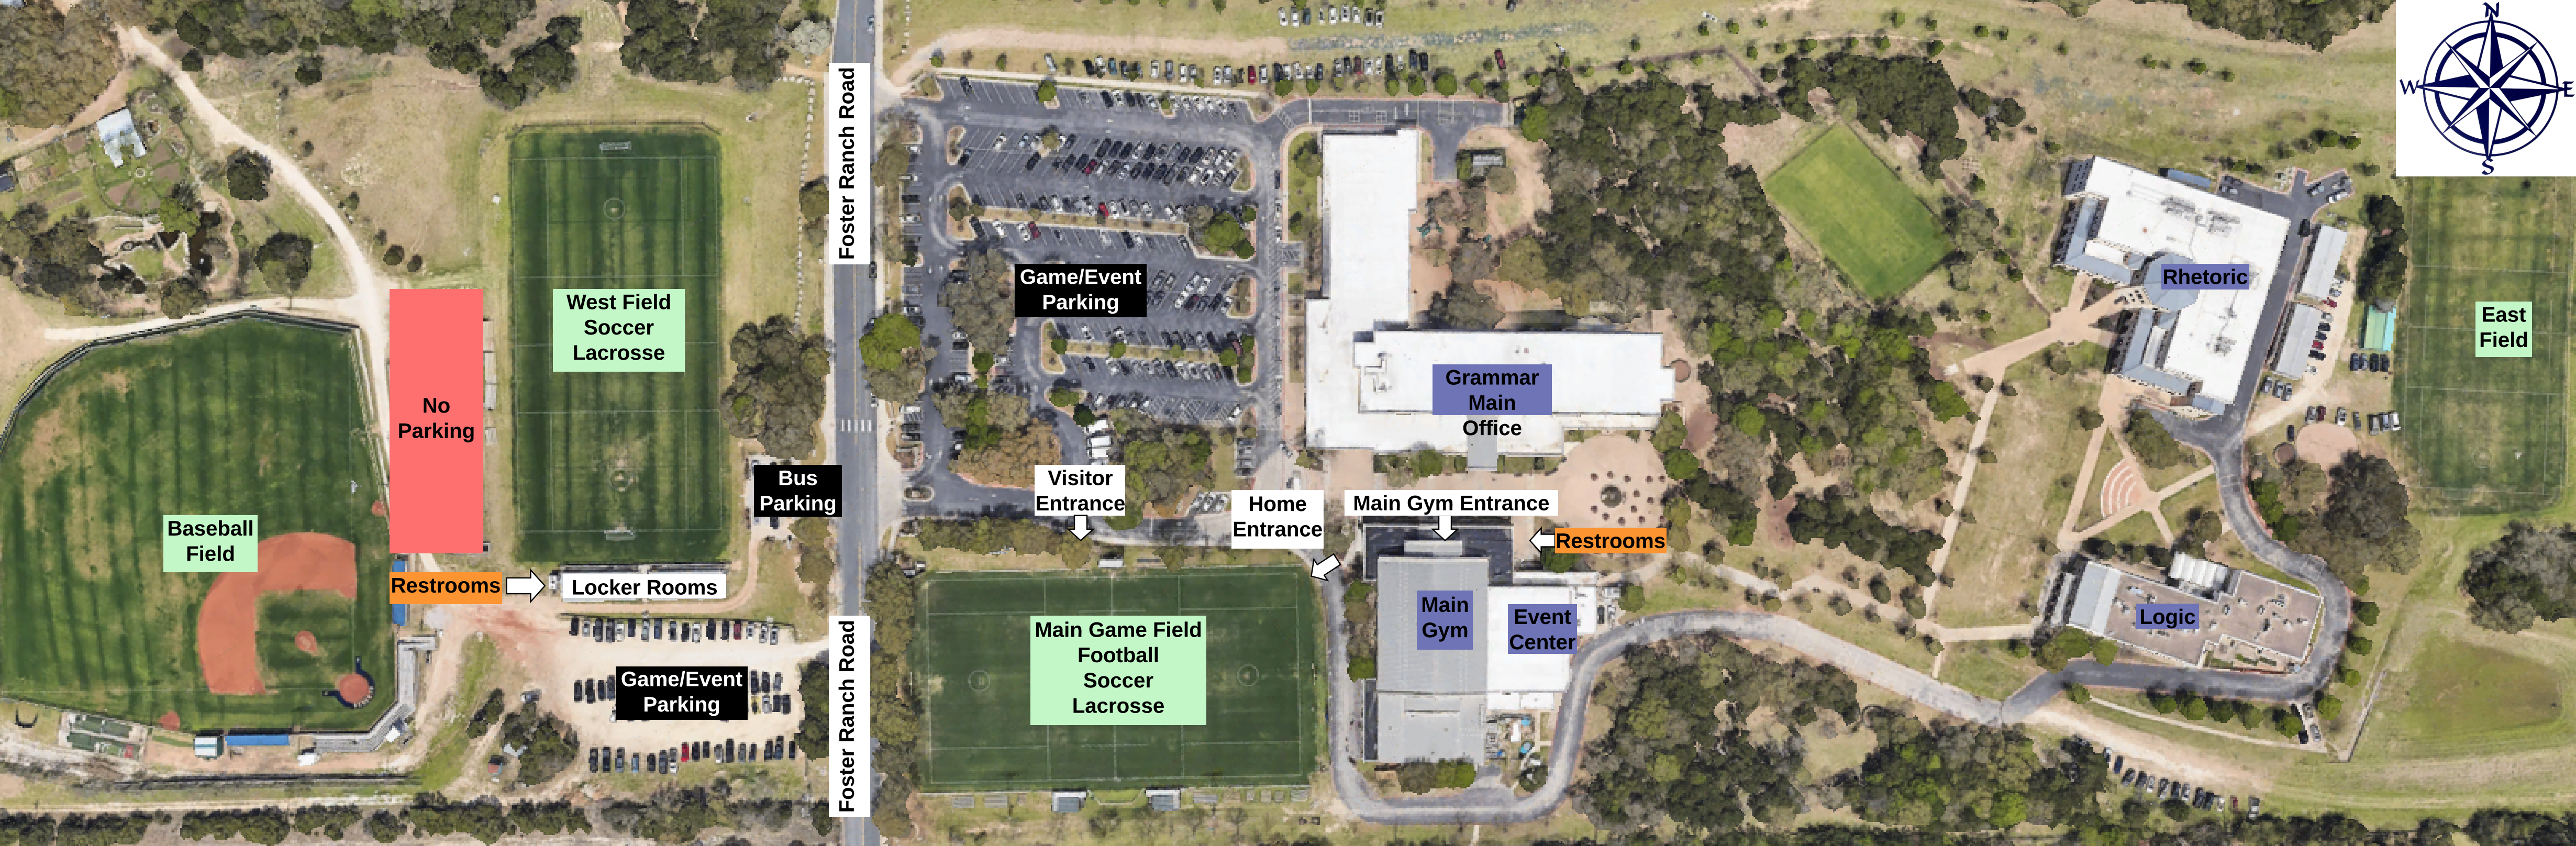 N
W
E
S
Foster Ranch Road
Game/Event
Parking
West Field
Soccer
Lacrosse
Rhetoric
East
Field
No
Parking
Grammar
Main
Office
Bus
Parking
Visitor
Entrance
Home
Entrance
Main Gym Entrance
Baseball
Field
Restrooms
Restrooms
Locker Rooms
Main Game Field
Football
Soccer
Lacrosse
Main
Gym
Event
Center
Logic
Game/Event
Parking
Foster Ranch Road